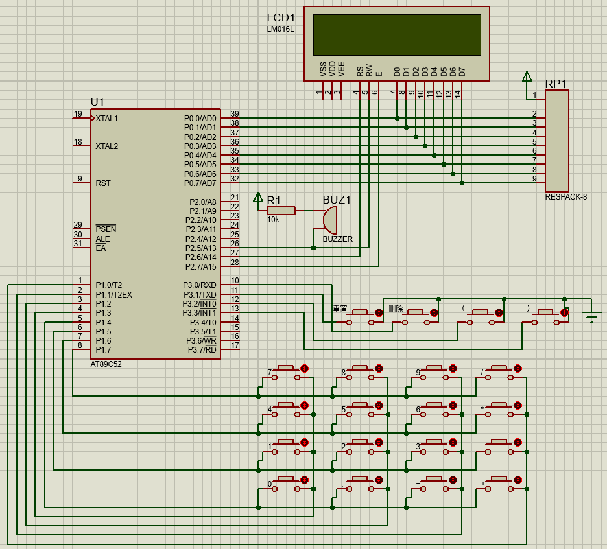 LCD1
LM016L
VSS VDD VEE RS RW E D0 D1 D2 D3 D4 D5 D6 D7
1 2 3 4 5 6 7 8 9 10 11 12 13 14
RP1
1
2
3
4
5
6
7
8
9
RESPACK-8
U1
19 XTAL1
18 XTAL2
9 RST
29 PSEN
30 ALE
31 EA
1 P1.0/T2
2 P1.1/T2EX
3 P1.2
4 P1.3
5 P1.4
6 P1.5
7 P1.6
8 P1.7
P0.0/AD0 39
P0.1/AD1 38
P0.2/AD2 37
P0.3/AD3 36
P0.4/AD4 35
P0.5/AD5 34
P0.6/AD6 33
P0.7/AD7 32
P2.0/A8 21
P2.1/A9 22
P2.2/A10 23
P2.3/A11 24
P2.4/A12 25
P2.5/A13 26
P2.6/A14 27
P2.7/A15 28
P3.0/RXD 10
P3.1/TXD 11
P3.2/INT0 12
P3.3/INT1 13
P3.4/T0 14
P3.5/T1 15
P3.6/WR 16
P3.7/RD 17
AT89C52
R1
10k
BUZ1
BUZZER
7 8 9 /
4 5 6
1 2 3
0